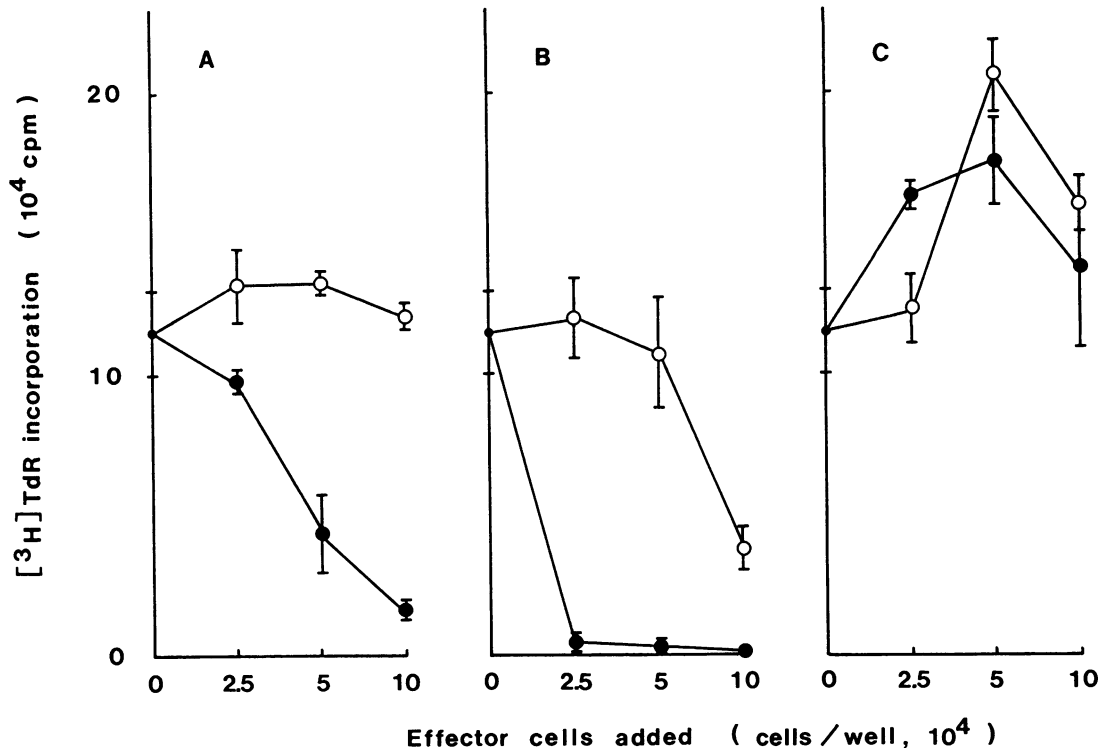 A
B
C
20
10
0
[³H]TdR incorporation (10⁴ cpm)
0 2.5 5 10
0 2.5 5 10
0 2.5 5 10
Effector cells added (cells/well, 10⁴)